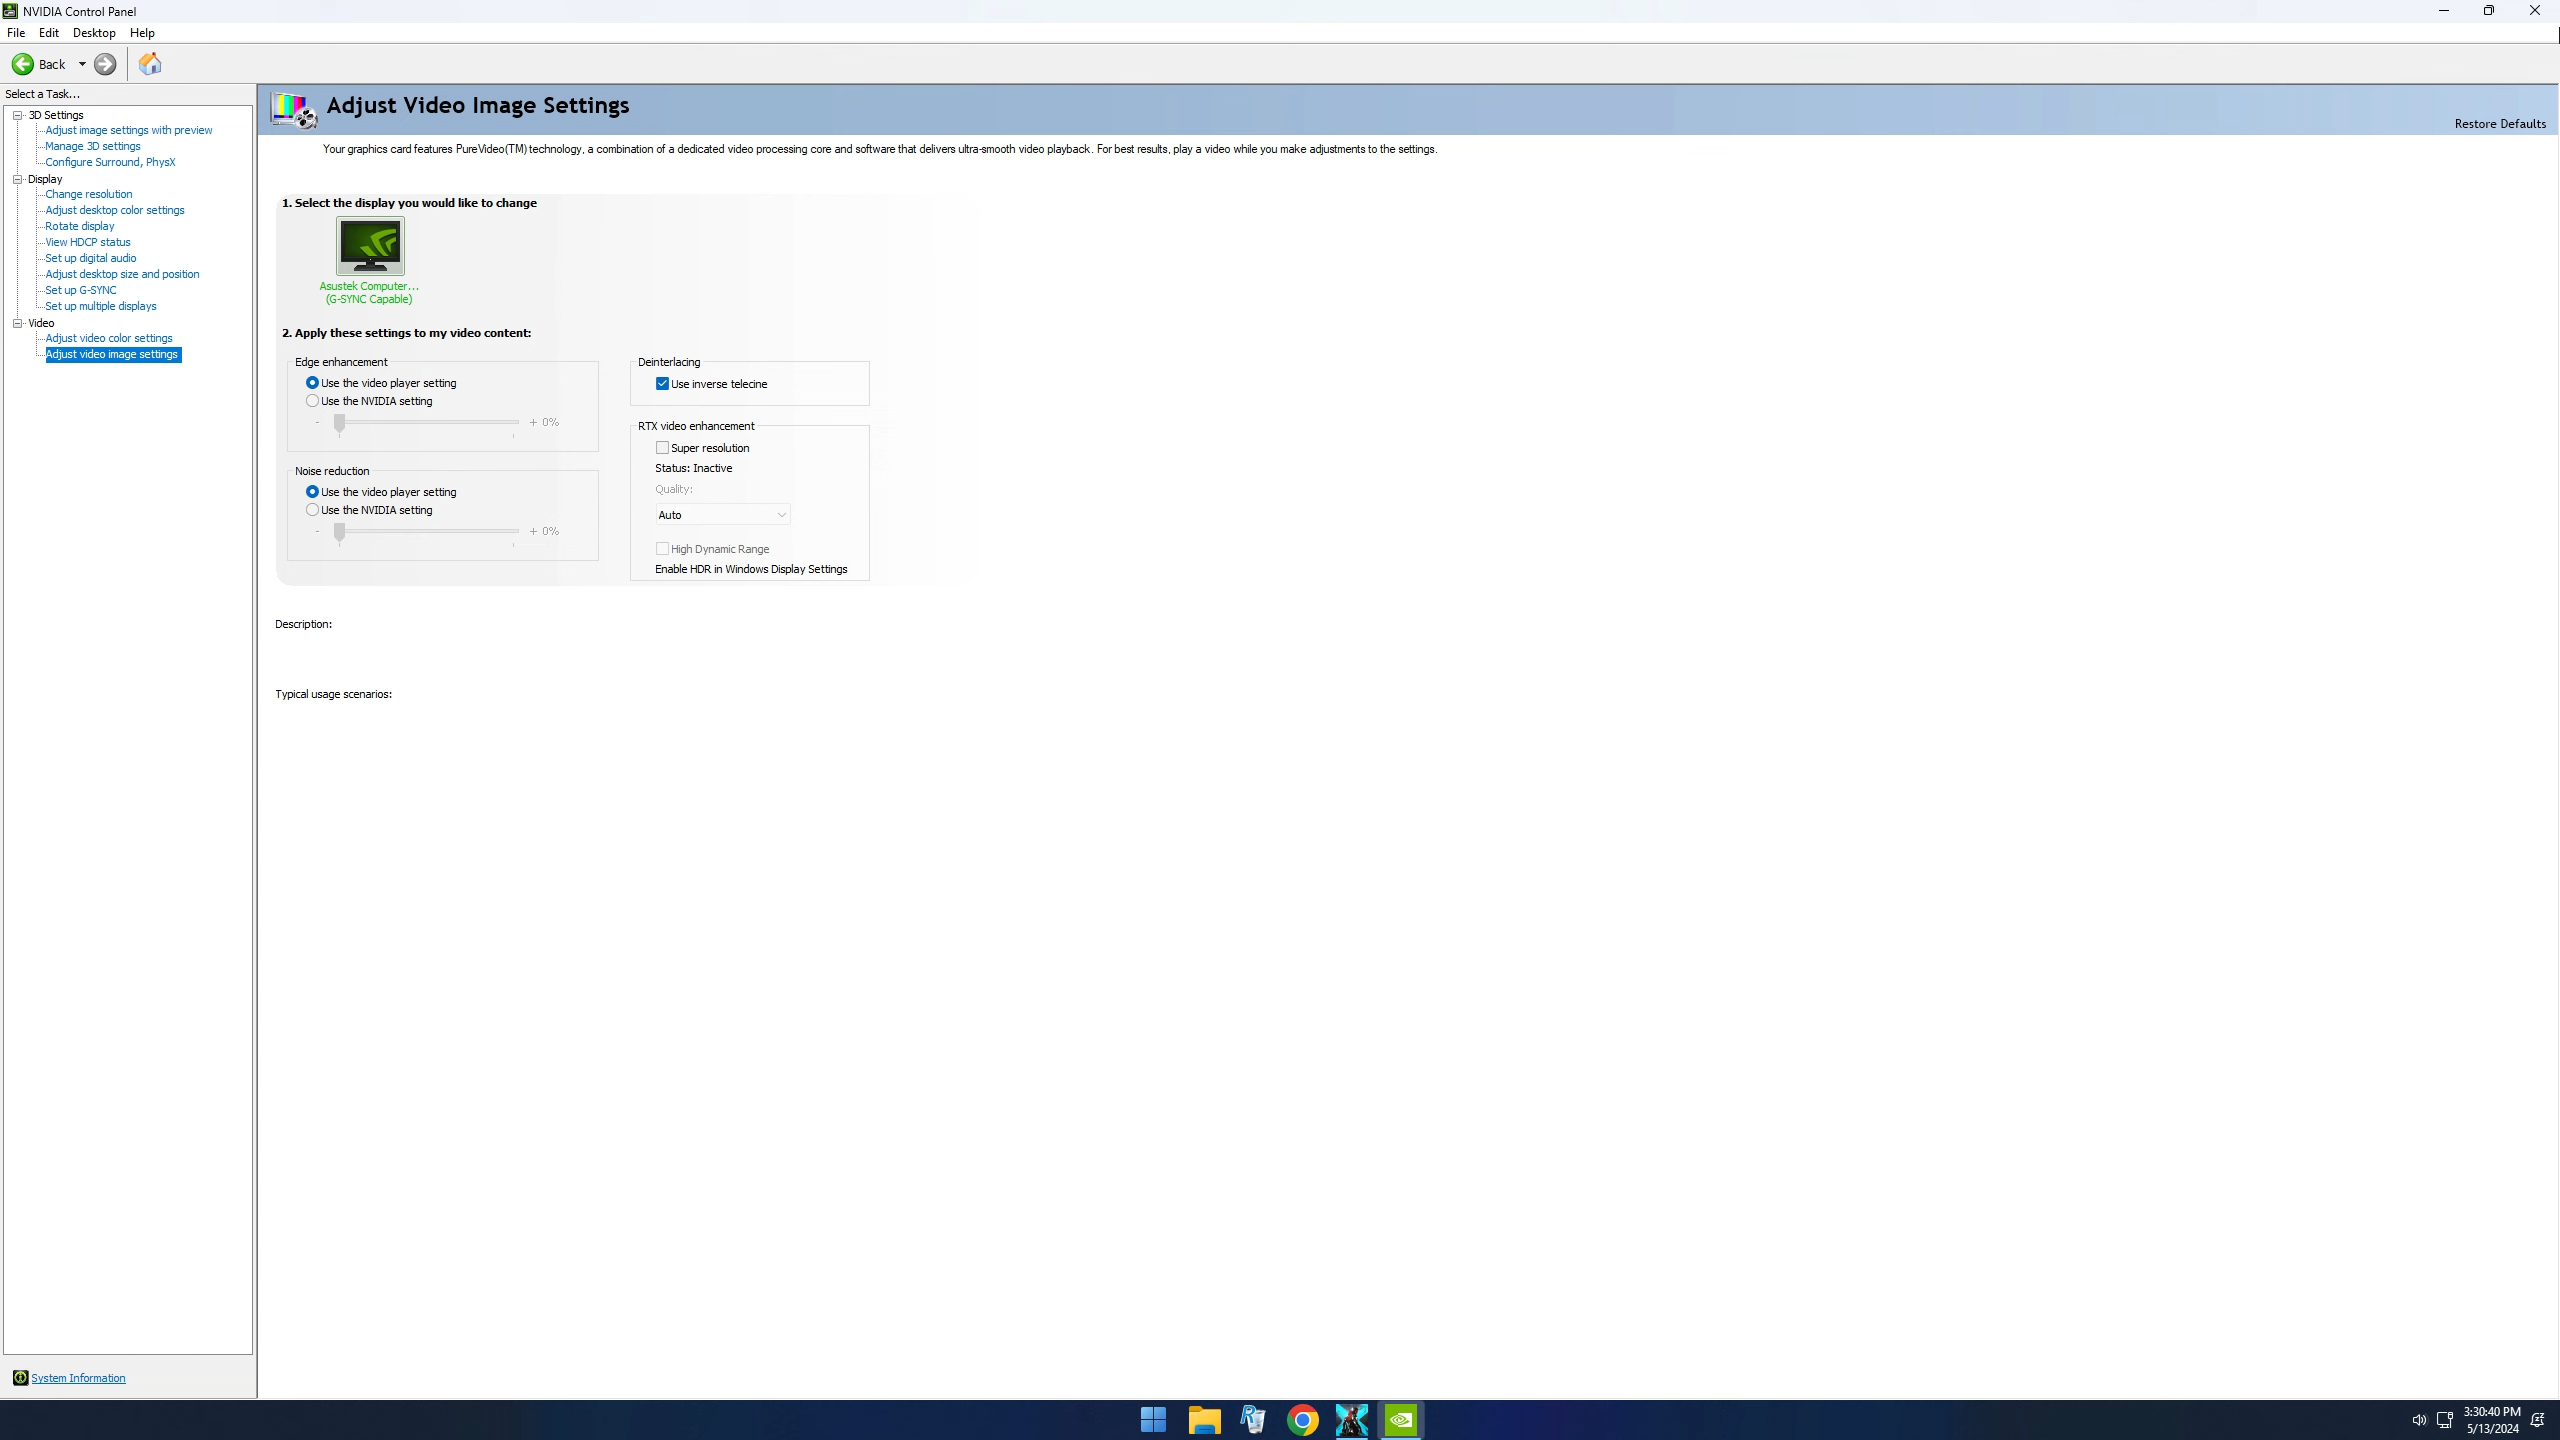 NVIDIA Control Panel
File Edit Desktop Help
Back
Select a Task...
3D Settings
Adjust image settings with preview
Manage 3D settings
Configure Surround, PhysX
Display
Change resolution
Adjust desktop color settings
Rotate display
View HDCP status
Set up digital audio
Adjust desktop size and position
Set up G-SYNC
Set up multiple displays
Video
Adjust video color settings
Adjust video image settings
System Information
Adjust Video Image Settings
Restore Defaults
Your graphics card features PureVideo(TM) technology, a combination of a dedicated video processing core and software that delivers ultra-smooth video playback. For best results, play a video while you make adjustments to the settings.
1. Select the display you would like to change
Asustek Computer...
(G-SYNC Capable)
2. Apply these settings to my video content:
Edge enhancement
Use the video player setting
Use the NVIDIA setting
- + 0%
Noise reduction
Use the video player setting
Use the NVIDIA setting
- + 0%
Deinterlacing
Use inverse telecine
RTX video enhancement
Super resolution
Status: Inactive
Quality:
Auto
High Dynamic Range
Enable HDR in Windows Display Settings
Description:
Typical usage scenarios:
3:30:40 PM
5/13/2024